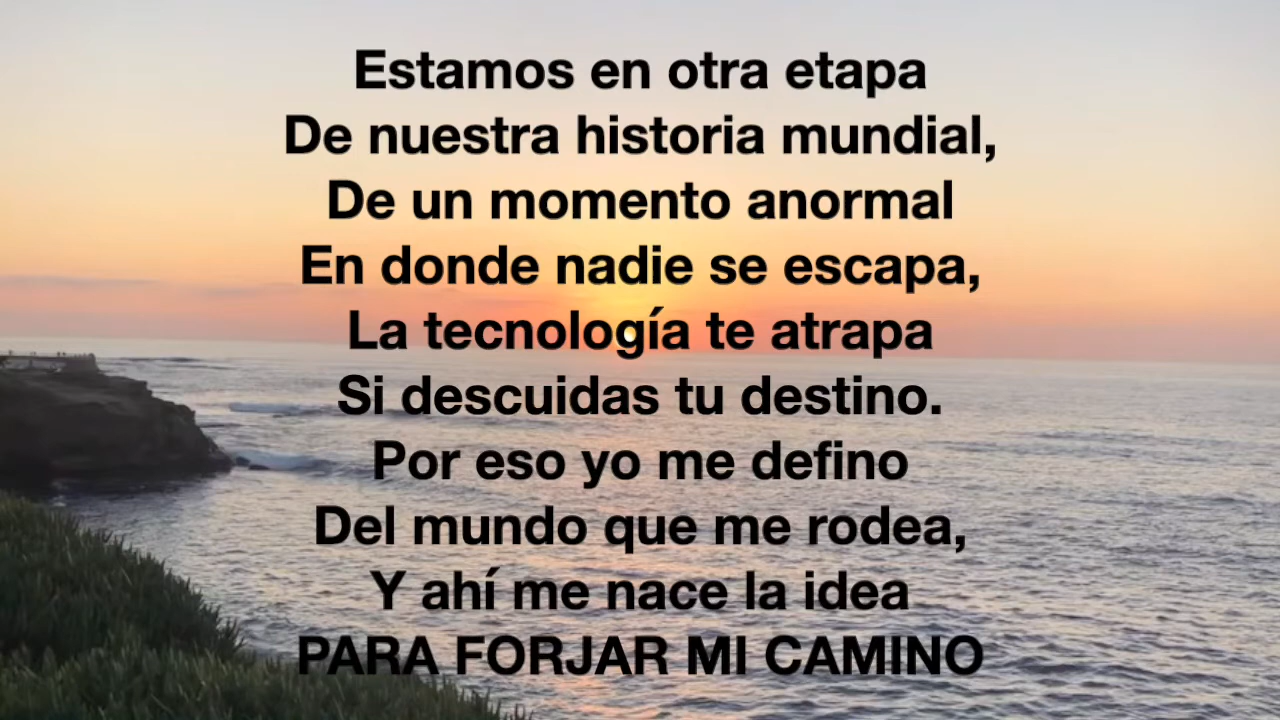 Estamos en otra etapa
De nuestra historia mundial,
De un momento anormal
En donde nadie se escapa,
La tecnología te atrapa
Si descuidas tu destino.
Por eso yo me defino
Del mundo que me rodea,
Y ahí me nace la idea
PARA FORJAR MI CAMINO